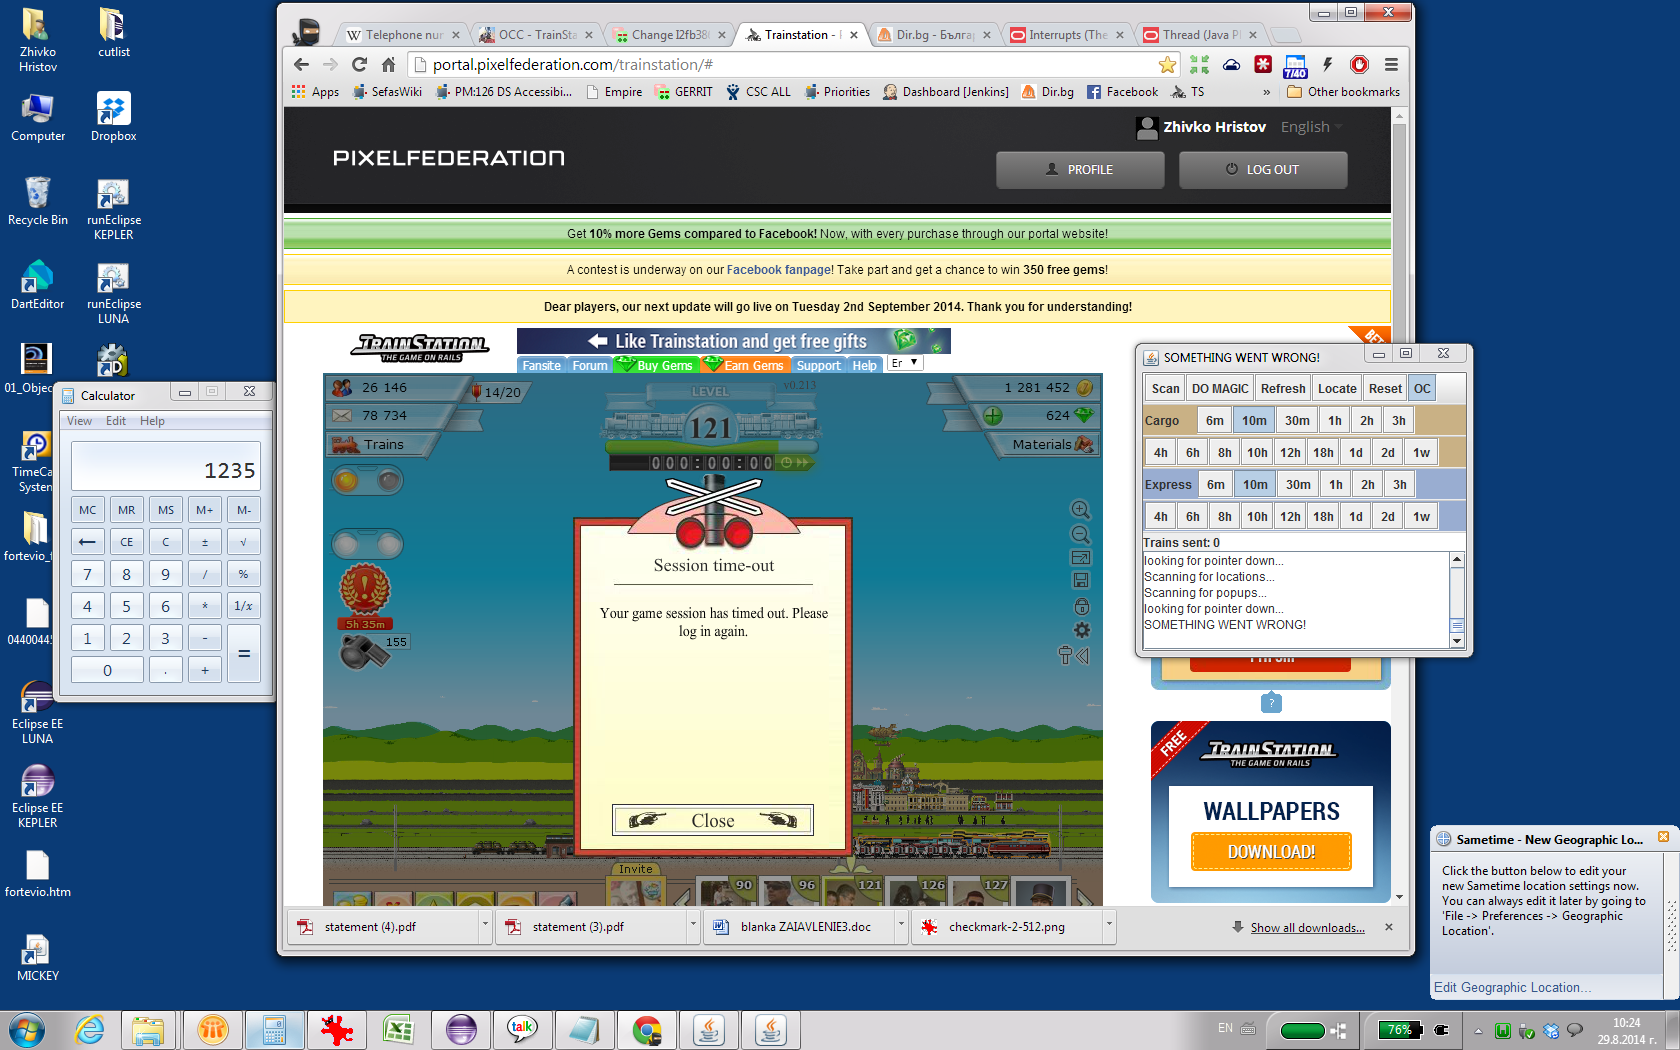 Zhivko
Hristov
cutlist
Computer
Dropbox
Recycle Bin
runEclipse
KEPLER
DartEditor
runEclipse
LUNA
01_Objec
TimeCa
System
fortevio_f
0440044
Eclipse EE
LUNA
Eclipse EE
KEPLER
fortevio.htm
MICKEY
Calculator
View Edit Help
1235
MC MR MS M+ M-
← CE C ± √
7 8 9 / %
4 5 6 * 1/x
1 2 3 - =
0 . +
Telephone nur
OCC - TrainSta
Change I2fb38
Trainstation -
Dir.bg - Бълга
Interrupts (The
Thread (Java P
portal.pixelfederation.com/trainstation/#
7/40
Apps SefasWiki PM:126 DS Accessibi... Empire GERRIT CSC ALL Priorities Dashboard [Jenkins] Dir.bg Facebook TS » Other bookmarks
PIXELFEDERATION
Zhivko Hristov English
PROFILE LOG OUT
Get 10% more Gems compared to Facebook! Now, with every purchase through our portal website!
A contest is underway on our Facebook fanpage! Take part and get a chance to win 350 free gems!
Dear players, our next update will go live on Tuesday 2nd September 2014. Thank you for understanding!
TRAINSTATION
THE GAME ON RAILS
Like Trainstation and get free gifts
BET
Fansite Forum Buy Gems Earn Gems Support Help Er
26 146
14/20
LEVEL
v0.213
1 281 452
78 734
121
624
Trains
Materials
000:00:00:00
5h 35m
155
Session time-out
Your game session has timed out. Please
log in again.
Close
Invite
90 96 121 126 127
SOMETHING WENT WRONG!
Scan DO MAGIC Refresh Locate Reset OC
Cargo 6m 10m 30m 1h 2h 3h
4h 6h 8h 10h 12h 18h 1d 2d 1w
Express 6m 10m 30m 1h 2h 3h
4h 6h 8h 10h 12h 18h 1d 2d 1w
Trains sent: 0
looking for pointer down...
Scanning for locations...
Scanning for popups...
looking for pointer down...
SOMETHING WENT WRONG!
?
FREE
TRAINSTATION
THE GAME ON RAILS
WALLPAPERS
DOWNLOAD!
statement (4).pdf
statement (3).pdf
blanka ZAIAVLENIE3.doc
checkmark-2-512.png
Show all downloads...
Sametime - New Geographic Lo...
Click the button below to edit your
new Sametime location settings now.
You can always edit it later by going to
'File -> Preferences -> Geographic
Location'.
Edit Geographic Location...
talk
EN
76%
10:24
29.8.2014 г.